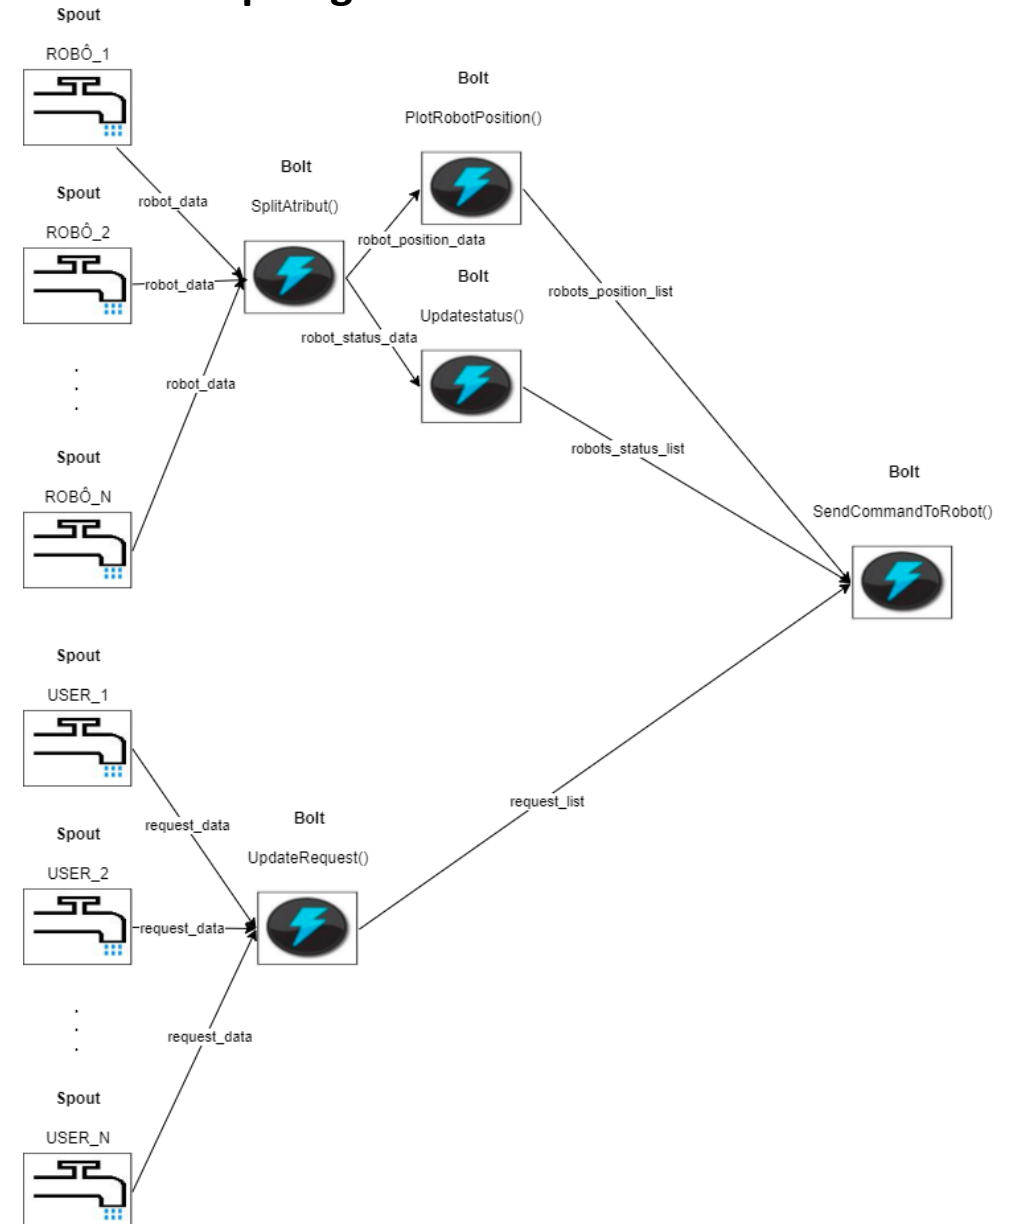 Spout
ROBÔ_1
Bolt
PlotRobotPosition()
Bolt
SplitAtribut()
Spout
ROBÔ_2
robot_data
robot_data
robot_data
robot_position_data
robot_status_data
Bolt
Updatestatus()
robots_position_list
robots_status_list
.
.
.
Spout
ROBÔ_N
Bolt
SendCommandToRobot()
Spout
USER_1
request_data
Spout
USER_2
request_data
Bolt
UpdateRequest()
request_list
request_data
.
.
.
Spout
USER_N